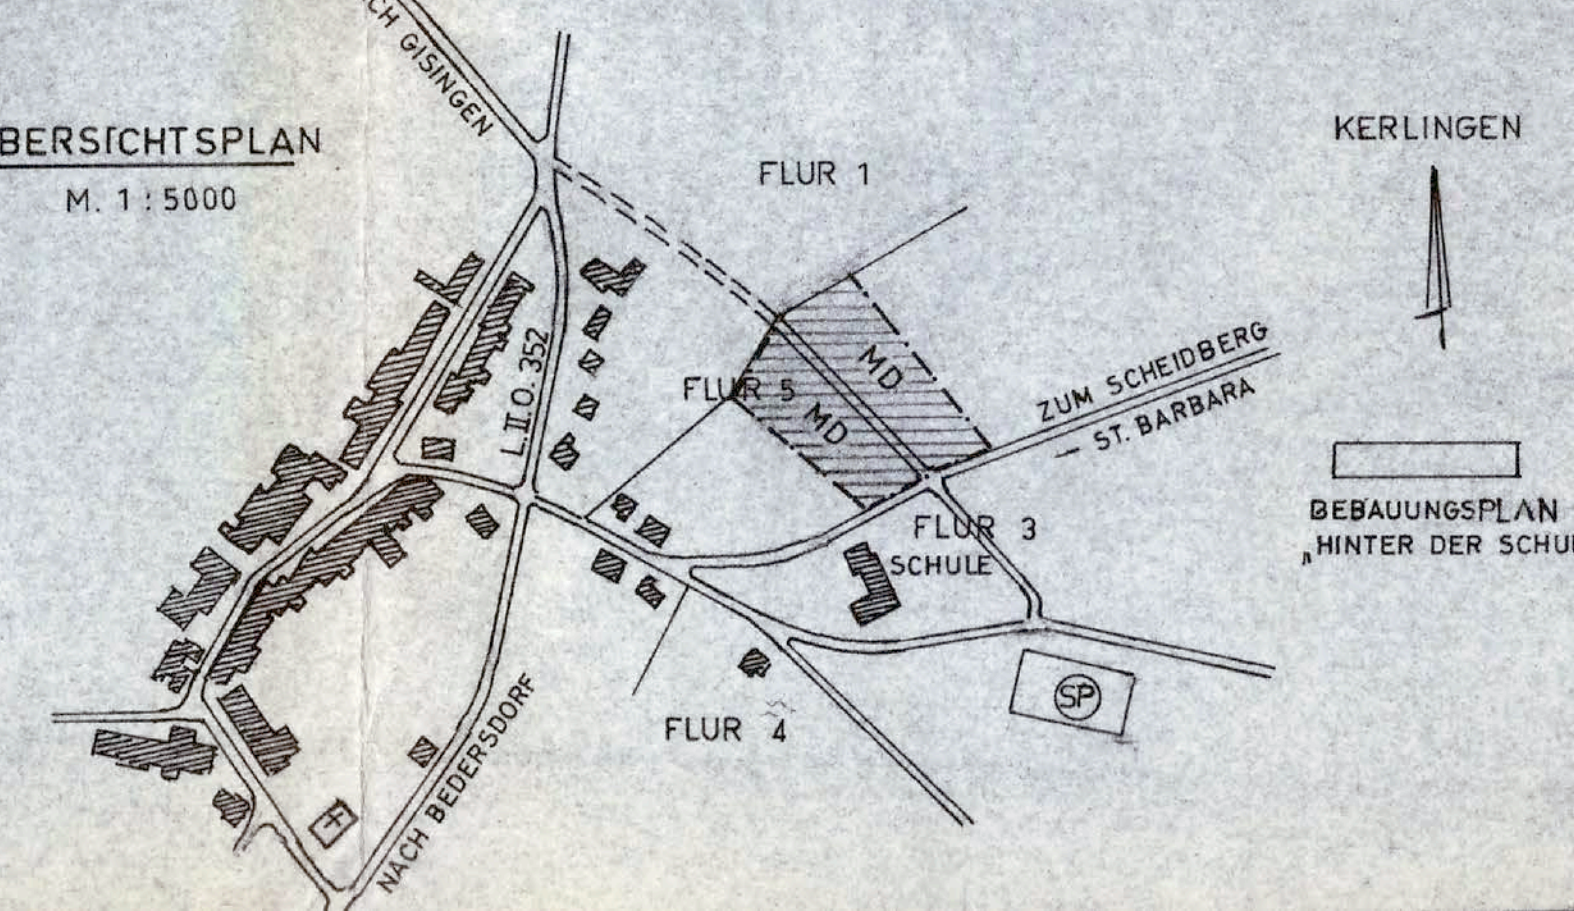 CH GISINGEN
BERSICHTSPLAN
M. 1 : 5000
KERLINGEN
FLUR 1
L.II.O. 352
FLUR 5
MD
MD
ZUM SCHEIDBERG
— ST. BARBARA
BEBAUUNGSPLAN
„HINTER DER SCHUL
FLUR 3
SCHULE
SP
FLUR 4
NACH BEDERSDORF